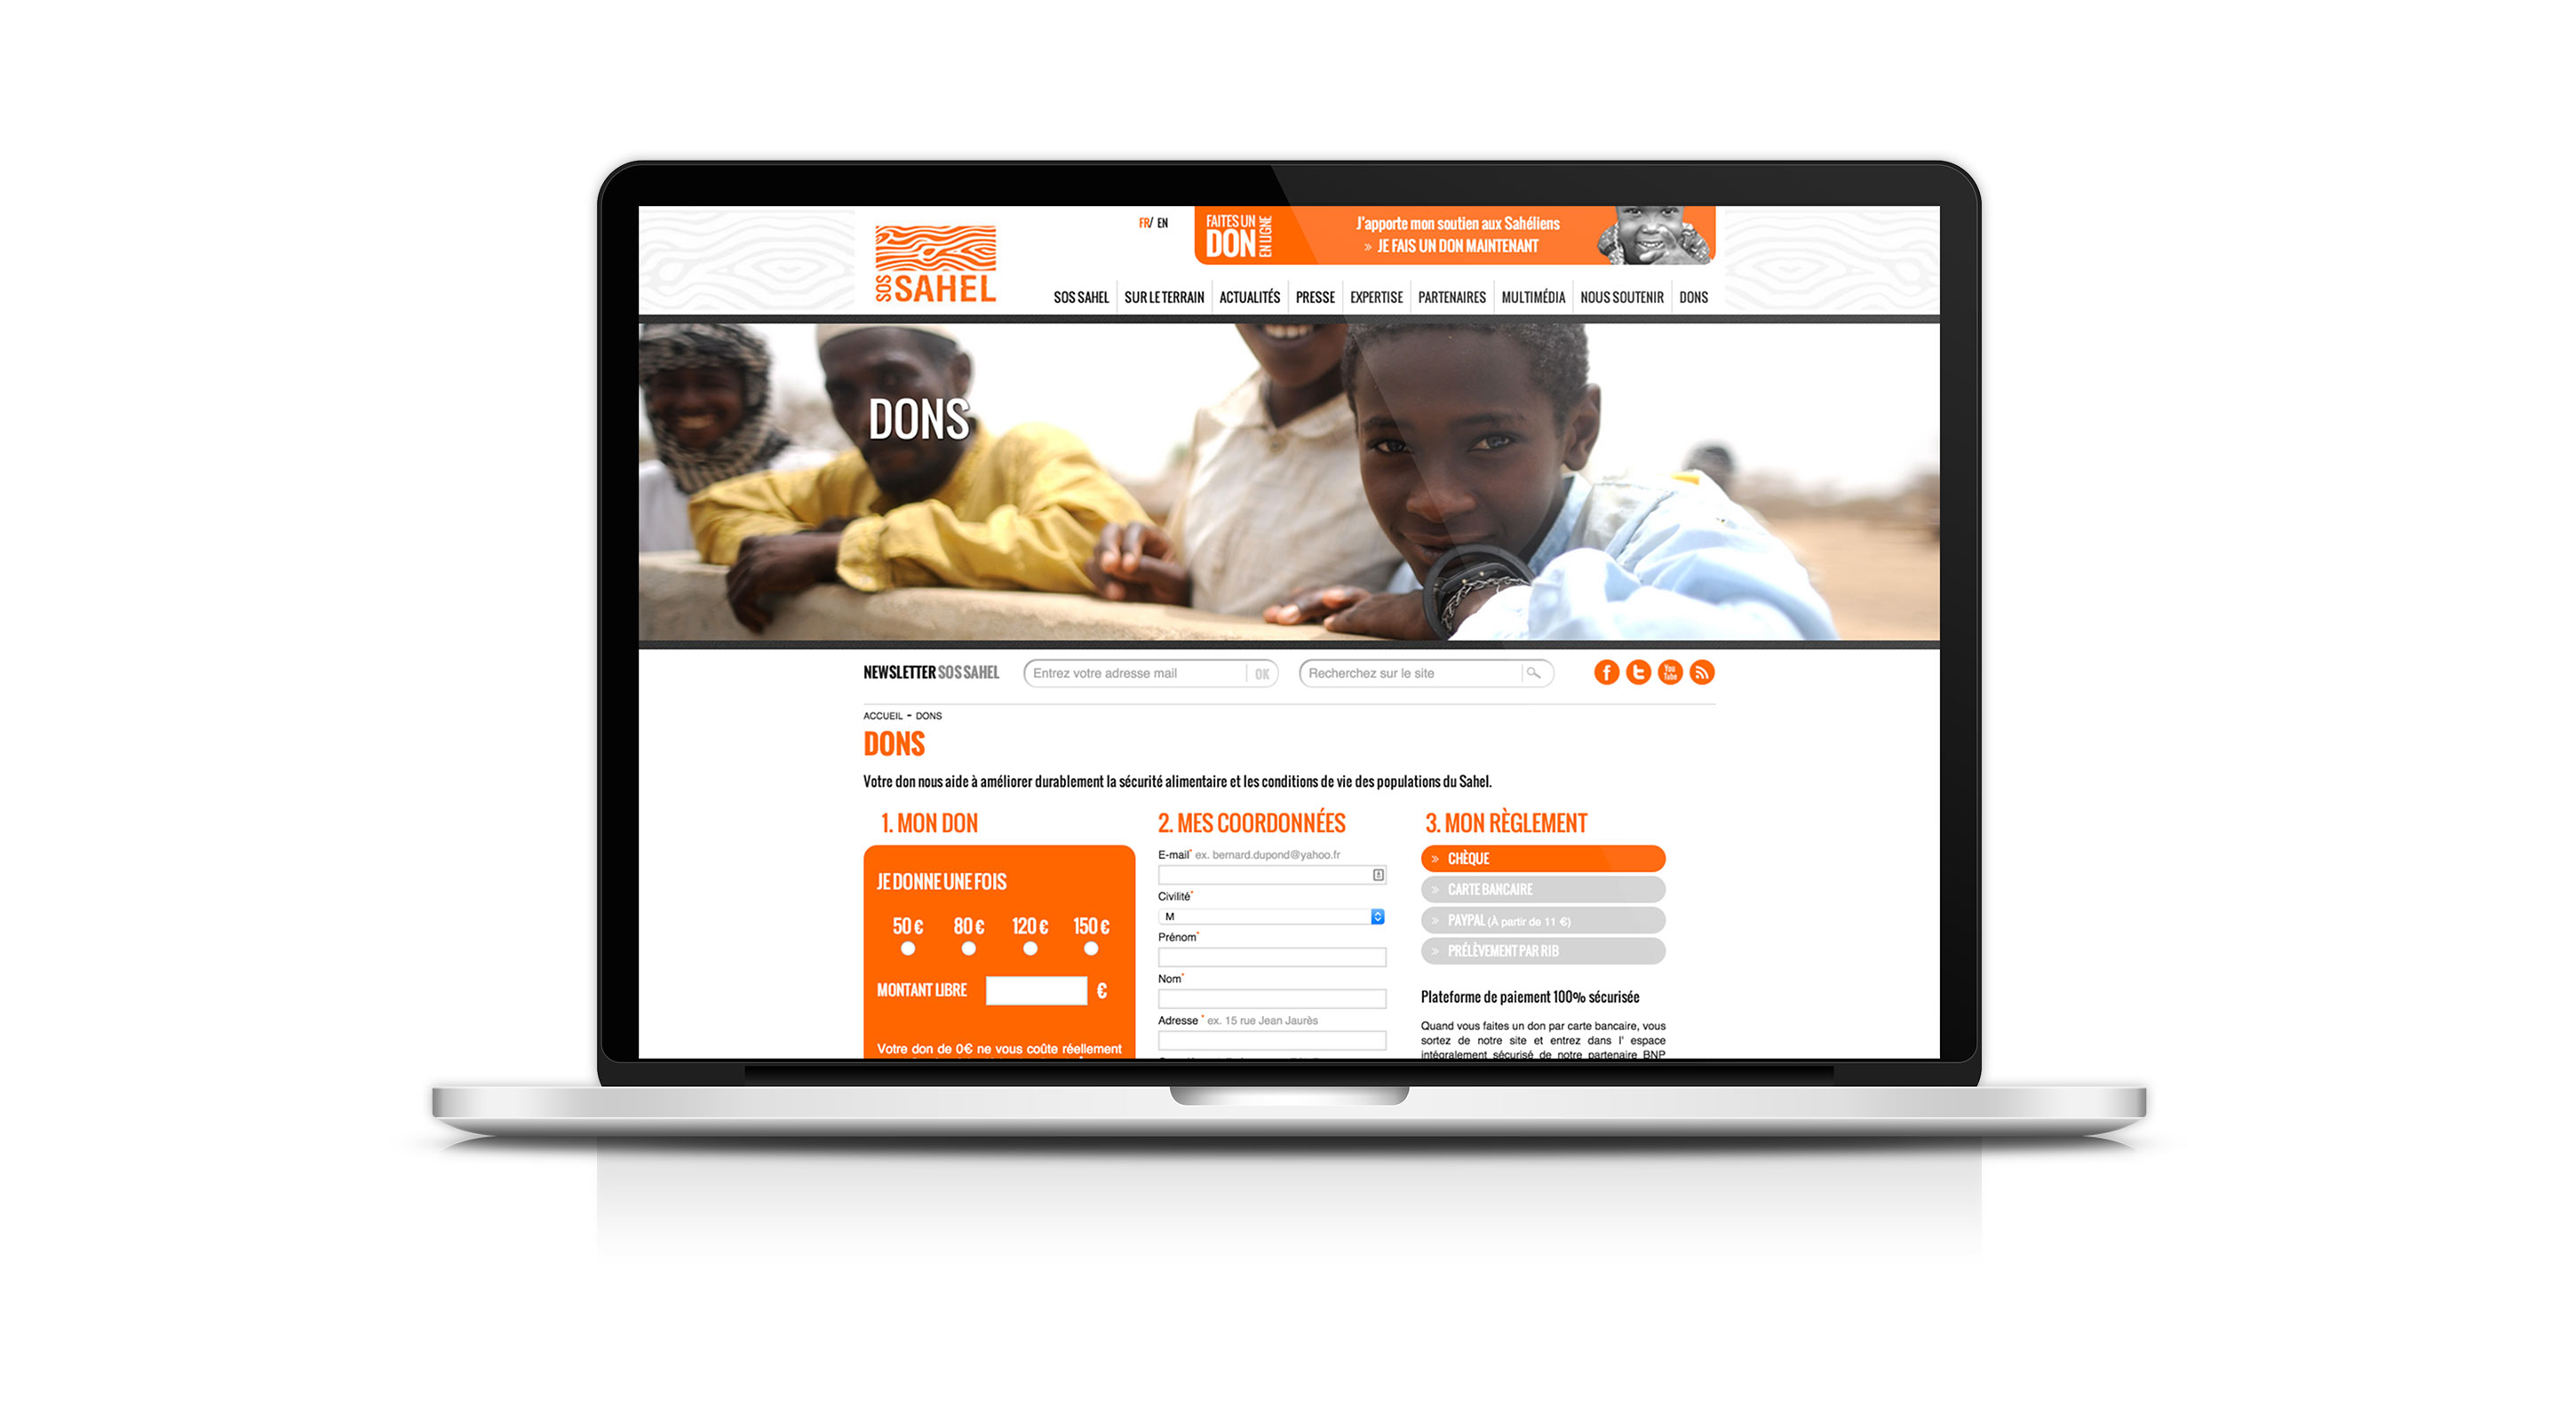 FR/ EN
FAITES UN
DON
EN LIGNE
J'apporte mon soutien aux Sahéliens
» JE FAIS UN DON MAINTENANT
SOS
SAHEL
SOS SAHEL
SUR LE TERRAIN
ACTUALITÉS
PRESSE
EXPERTISE
PARTENAIRES
MULTIMÉDIA
NOUS SOUTENIR
DONS
DONS
NEWSLETTER SOS SAHEL
Entrez votre adresse mail
OK
Recherchez sur le site
You
Tube
ACCUEIL - DONS
DONS
Votre don nous aide à améliorer durablement la sécurité alimentaire et les conditions de vie des populations du Sahel.
1. MON DON
JE DONNE UNE FOIS
50 € 80 € 120 € 150 €
MONTANT LIBRE €
Votre don de 0€ ne vous coûte réellement
2. MES COORDONNÉES
E-mail* ex. bernard.dupond@yahoo.fr
Civilité*
M
Prénom*
Nom*
Adresse * ex. 15 rue Jean Jaurès
3. MON RÈGLEMENT
» CHÈQUE
» CARTE BANCAIRE
» PAYPAL (À partir de 11 €)
» PRÉLÈVEMENT PAR RIB
Plateforme de paiement 100% sécurisée
Quand vous faites un don par carte bancaire, vous
sortez de notre site et entrez dans l' espace
intégralement sécurisé de notre partenaire BNP